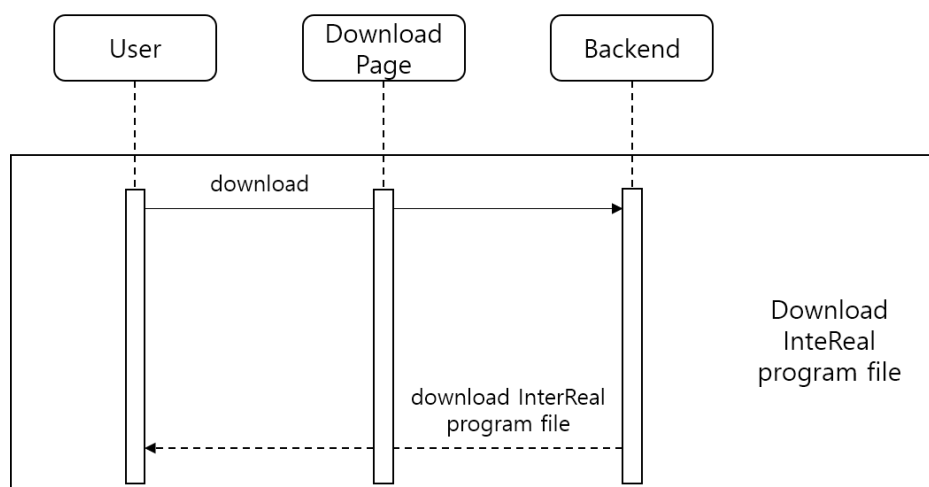 User
Download
Page
Backend
download
Download
InteReal
program file
download InterReal
program file